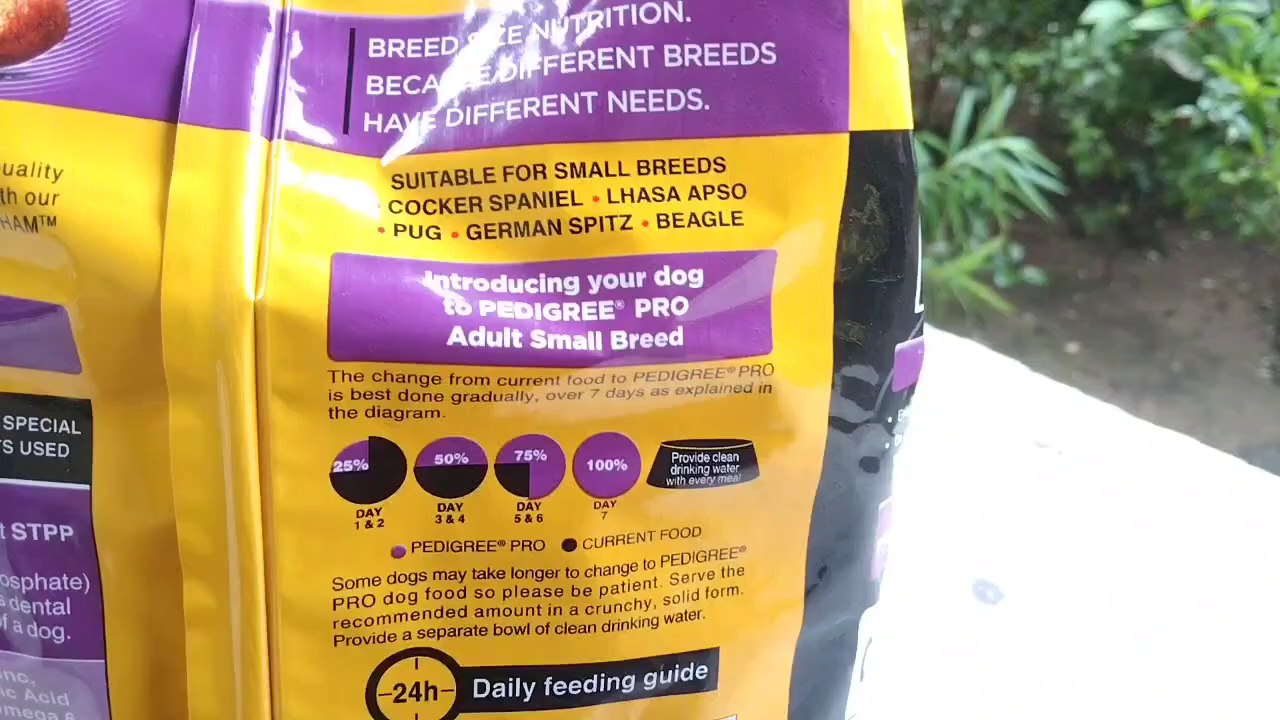 BREED SIZE NUTRITION.
BECAUSE DIFFERENT BREEDS
HAVE DIFFERENT NEEDS.
SUITABLE FOR SMALL BREEDS
COCKER SPANIEL • LHASA APSO
• PUG • GERMAN SPITZ • BEAGLE
Introducing your dog
to PEDIGREE® PRO
Adult Small Breed
The change from current food to PEDIGREE® PRO
is best done gradually, over 7 days as explained in
the diagram.
25% 50% 75% 100%
Provide clean
drinking water
with every meal
DAY
1 & 2
DAY
3 & 4
DAY
5 & 6
DAY
7
PEDIGREE® PRO CURRENT FOOD
Some dogs may take longer to change to PEDIGREE®
PRO dog food so please be patient. Serve the
recommended amount in a crunchy, solid form.
Provide a separate bowl of clean drinking water.
24h
Daily feeding guide
our
HAM™
SPECIAL
USED
STPP
dental
of a dog.
Acid